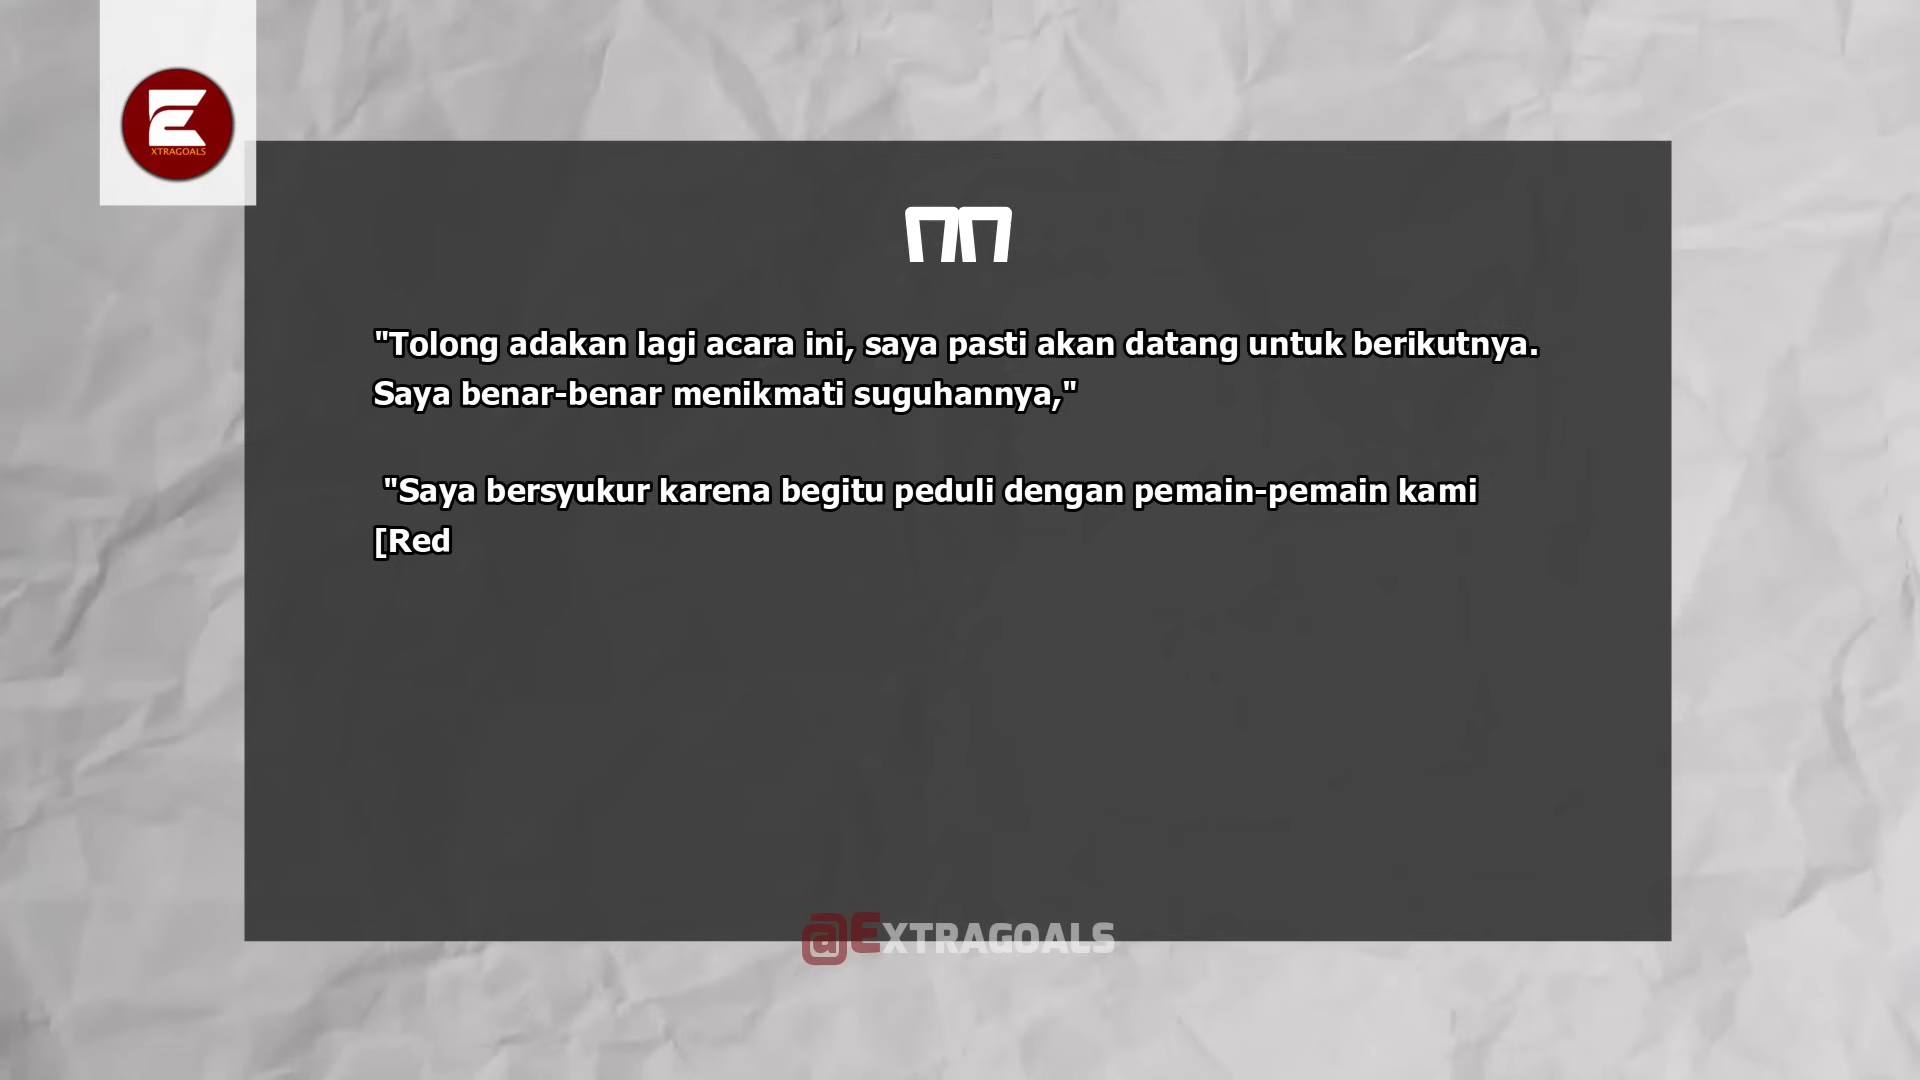 E
XTRAGOALS
"Tolong adakan lagi acara ini, saya pasti akan datang untuk berikutnya.
Saya benar-benar menikmati suguhannya,"
"Saya bersyukur karena begitu peduli dengan pemain-pemain kami
[Red
@EXTRAGOALS